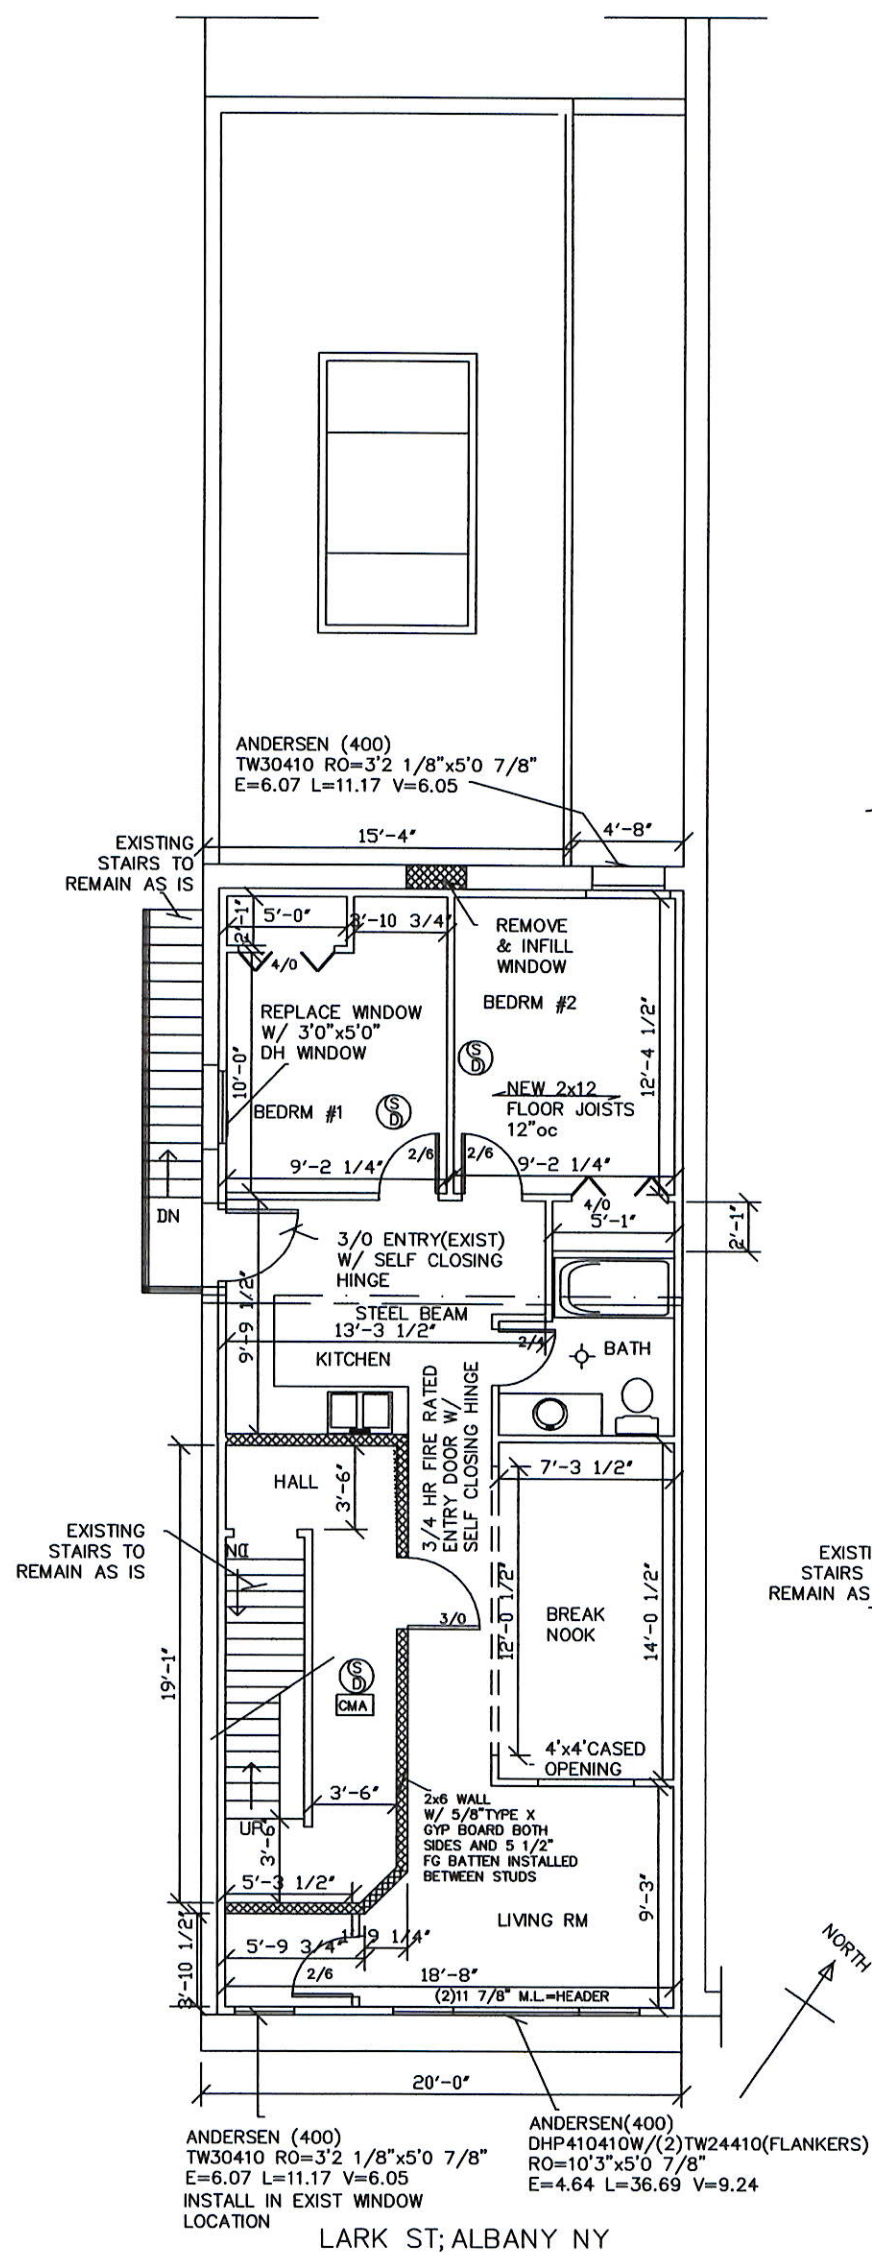 ANDERSEN (400)
TW30410 RO=3'2 1/8"x5'0 7/8"
E=6.07 L=11.17 V=6.05
15'-4"
4'-8"
EXISTING
STAIRS TO
REMAIN AS IS
2'-1"
5'-0"
3'-10 3/4"
REMOVE
& INFILL
WINDOW
4/0
BEDRM #2
REPLACE WINDOW
W/ 3'0"x5'0"
DH WINDOW
10'-0"
12'-4 1/2"
S
D
NEW 2x12
FLOOR JOISTS
12"oc
BEDRM #1
S
D
2/6
2/6
9'-2 1/4"
9'-2 1/4"
4/0
5'-1"
2'-1"
DN
3/0 ENTRY(EXIST)
W/ SELF CLOSING
HINGE
9'-9 1/2"
STEEL BEAM
13'-3 1/2"
2/4
BATH
KITCHEN
3/4 HR FIRE RATED
ENTRY DOOR W/
SELF CLOSING HINGE
HALL
3'-6"
7'-3 1/2"
EXISTING
STAIRS TO
REMAIN AS IS
DN
EXISTI
STAIRS
REMAIN AS
12'-0 1/2"
14'-0 1/2"
BREAK
NOOK
3/0
19'-1"
S
D
CMA
4'x4'CASED
OPENING
3'-6"
2x6 WALL
W/ 5/8"TYPE X
GYP BOARD BOTH
SIDES AND 5 1/2"
FG BATTEN INSTALLED
BETWEEN STUDS
UP
3'-6"
5'-3 1/2"
9'-3"
LIVING RM
3'-10 1/2"
5'-9 3/4"
1'-9 1/4"
NORTH
2/6
18'-8"
(2)11 7/8" M.L.=HEADER
20'-0"
ANDERSEN (400)
TW30410 RO=3'2 1/8"x5'0 7/8"
E=6.07 L=11.17 V=6.05
INSTALL IN EXIST WINDOW
LOCATION
ANDERSEN(400)
DHP410410W/(2)TW24410(FLANKERS)
RO=10'3"x5'0 7/8"
E=4.64 L=36.69 V=9.24
LARK ST; ALBANY NY